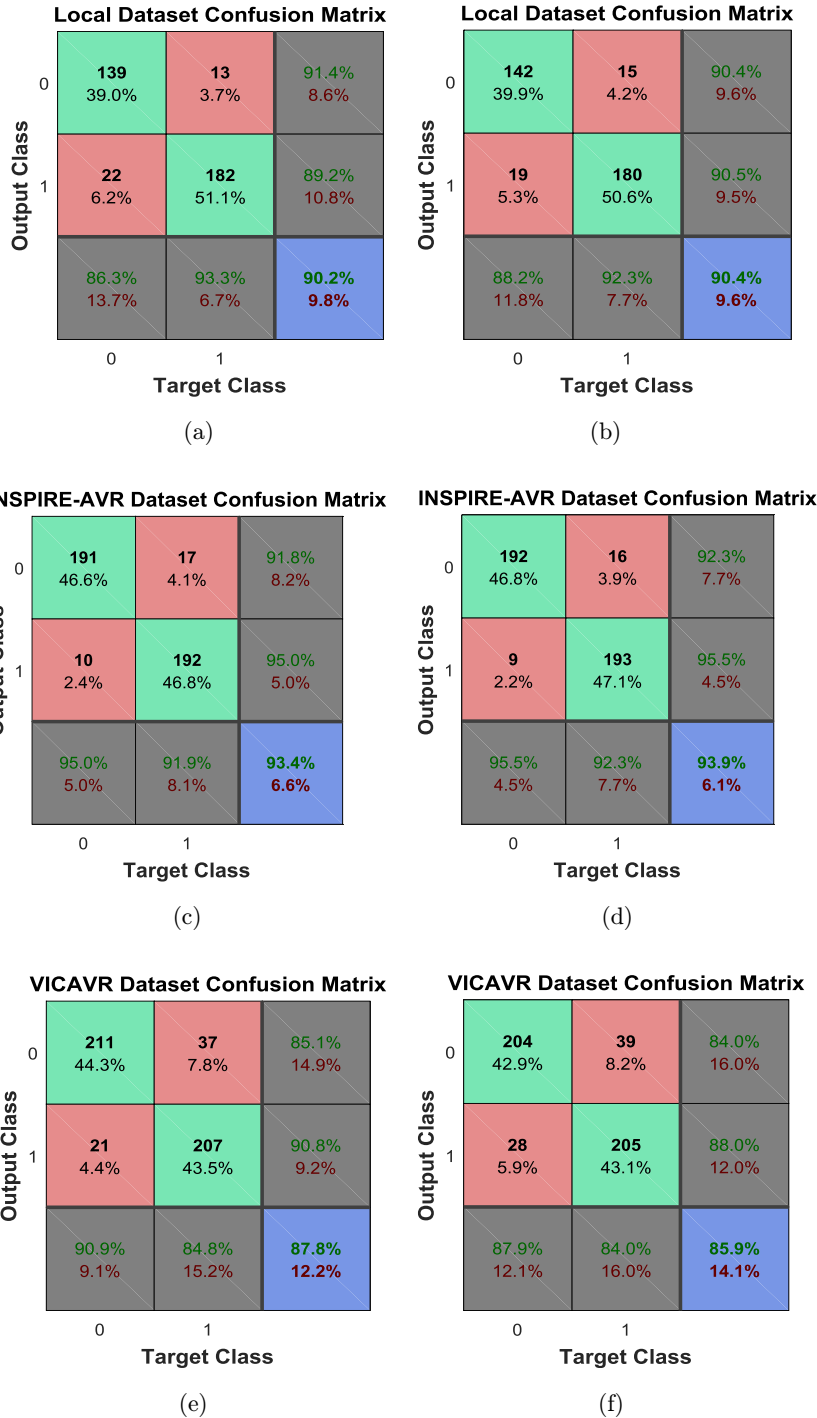 Local Dataset Confusion Matrix
139 13 91.4%
0
39.0% 3.7% 8.6%
22 182 89.2%
1
6.2% 51.1% 10.8%
86.3% 93.3% 90.2%
13.7% 6.7% 9.8%
0 1
Output Class
Target Class
(a)
Local Dataset Confusion Matrix
142 15 90.4%
0
39.9% 4.2% 9.6%
19 180 90.5%
1
5.3% 50.6% 9.5%
88.2% 92.3% 90.4%
11.8% 7.7% 9.6%
0 1
Output Class
Target Class
(b)
NSPIRE-AVR Dataset Confusion Matrix
191 17 91.8%
0
46.6% 4.1% 8.2%
10 192 95.0%
1
2.4% 46.8% 5.0%
95.0% 91.9% 93.4%
5.0% 8.1% 6.6%
0 1
Output Class
Target Class
(c)
INSPIRE-AVR Dataset Confusion Matrix
192 16 92.3%
0
46.8% 3.9% 7.7%
9 193 95.5%
1
2.2% 47.1% 4.5%
95.5% 92.3% 93.9%
4.5% 7.7% 6.1%
0 1
Output Class
Target Class
(d)
VICAVR Dataset Confusion Matrix
211 37 85.1%
0
44.3% 7.8% 14.9%
21 207 90.8%
1
4.4% 43.5% 9.2%
90.9% 84.8% 87.8%
9.1% 15.2% 12.2%
0 1
Output Class
Target Class
(e)
VICAVR Dataset Confusion Matrix
204 39 84.0%
0
42.9% 8.2% 16.0%
28 205 88.0%
1
5.9% 43.1% 12.0%
87.9% 84.0% 85.9%
12.1% 16.0% 14.1%
0 1
Output Class
Target Class
(f)